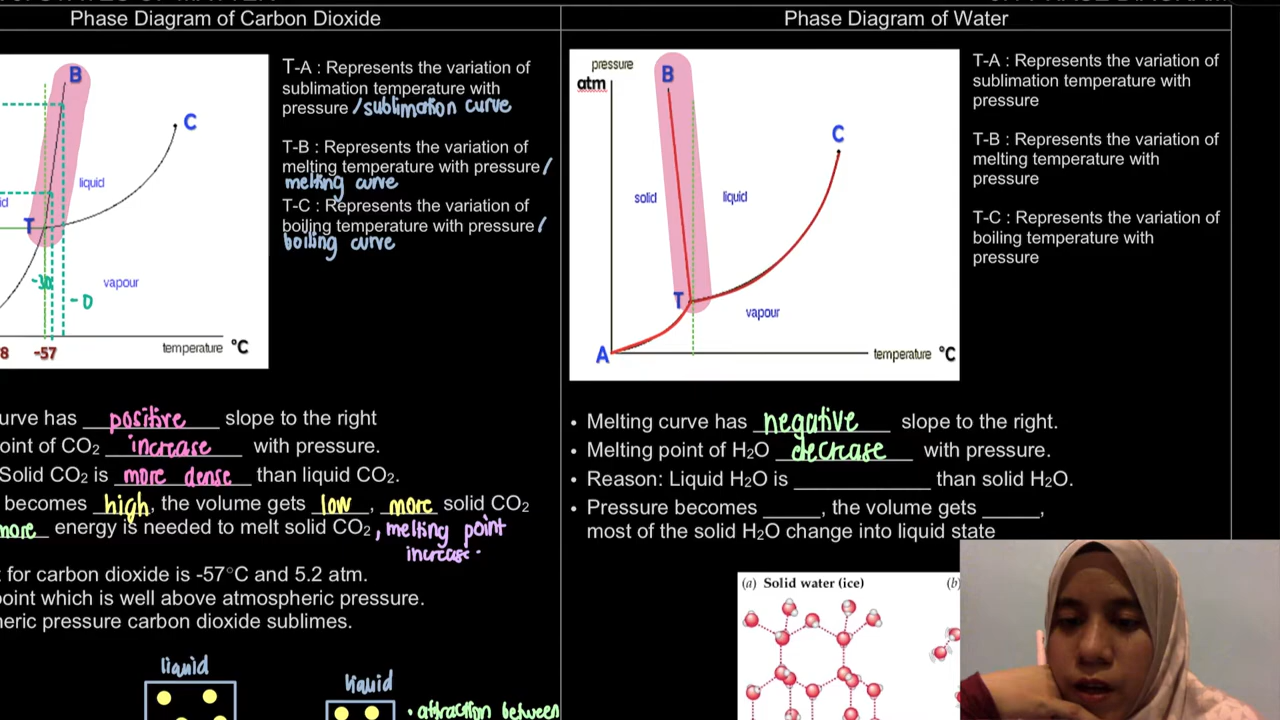 Phase Diagram of Carbon Dioxide
B
C
liquid
T
-30
- 0
vapour
temperature °C
-57
T-A : Represents the variation of
sublimation temperature with
pressure /sublimation curve
T-B : Represents the variation of
melting temperature with pressure/
melting curve
T-C : Represents the variation of
boiling temperature with pressure /
boiling curve
curve has positive slope to the right
point of CO2 increase with pressure.
Solid CO2 is more dense than liquid CO2.
becomes high, the volume gets low, more solid CO2
more energy is needed to melt solid CO2, melting point
increase.
t for carbon dioxide is -57°C and 5.2 atm.
point which is well above atmospheric pressure.
heric pressure carbon dioxide sublimes.
liquid
liquid
• attraction between
Phase Diagram of Water
pressure
atm
B
C
solid
liquid
T
vapour
A
temperature °C
T-A : Represents the variation of
sublimation temperature with
pressure
T-B : Represents the variation of
melting temperature with
pressure
T-C : Represents the variation of
boiling temperature with
pressure
• Melting curve has negative slope to the right.
• Melting point of H2O decrease with pressure.
• Reason: Liquid H2O is ____________ than solid H2O.
• Pressure becomes _____, the volume gets _____,
most of the solid H2O change into liquid state
(a) Solid water (ice)
(b)